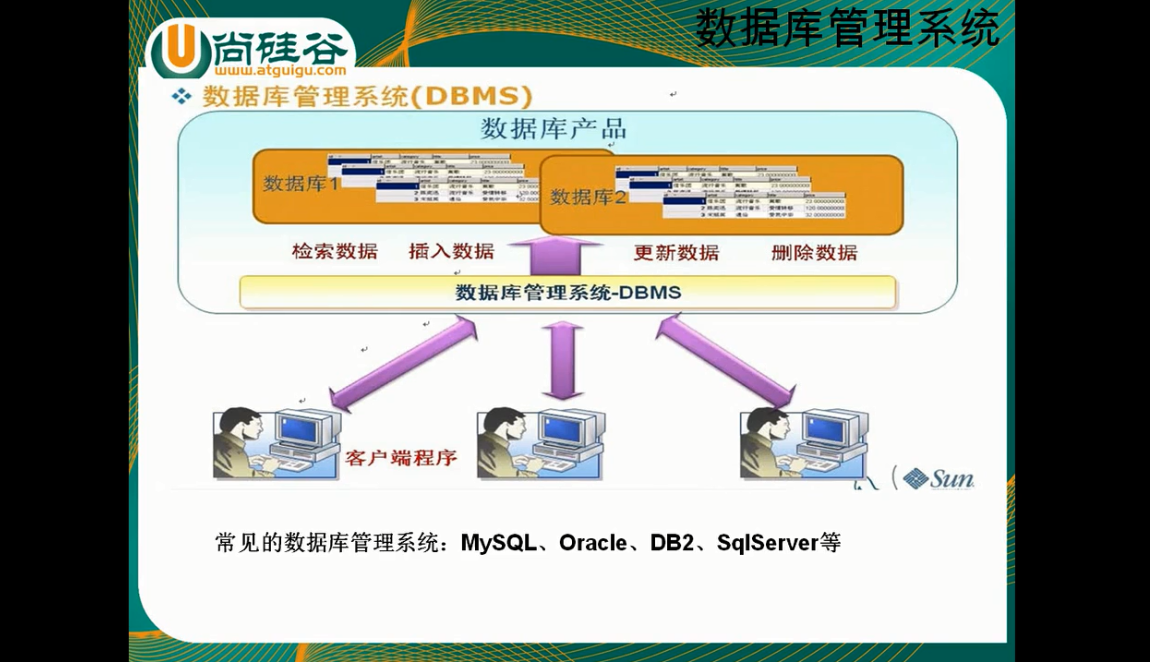 数据库管理系统
尚硅谷
www.atguigu.com
数据库管理系统(DBMS)
数据库产品
数据库1
数据库2
检索数据 插入数据 更新数据 删除数据
数据库管理系统-DBMS
客户端程序
Sun
常见的数据库管理系统：MySQL、Oracle、DB2、SqlServer等